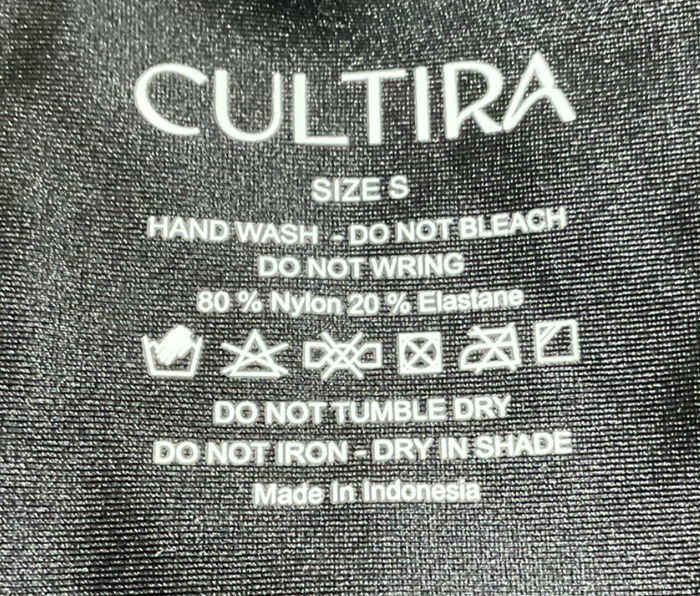 CULTIRA
SIZE S
HAND WASH - DO NOT BLEACH
DO NOT WRING
80 % Nylon 20 % Elastane
DO NOT TUMBLE DRY
DO NOT IRON - DRY IN SHADE
Made In Indonesia